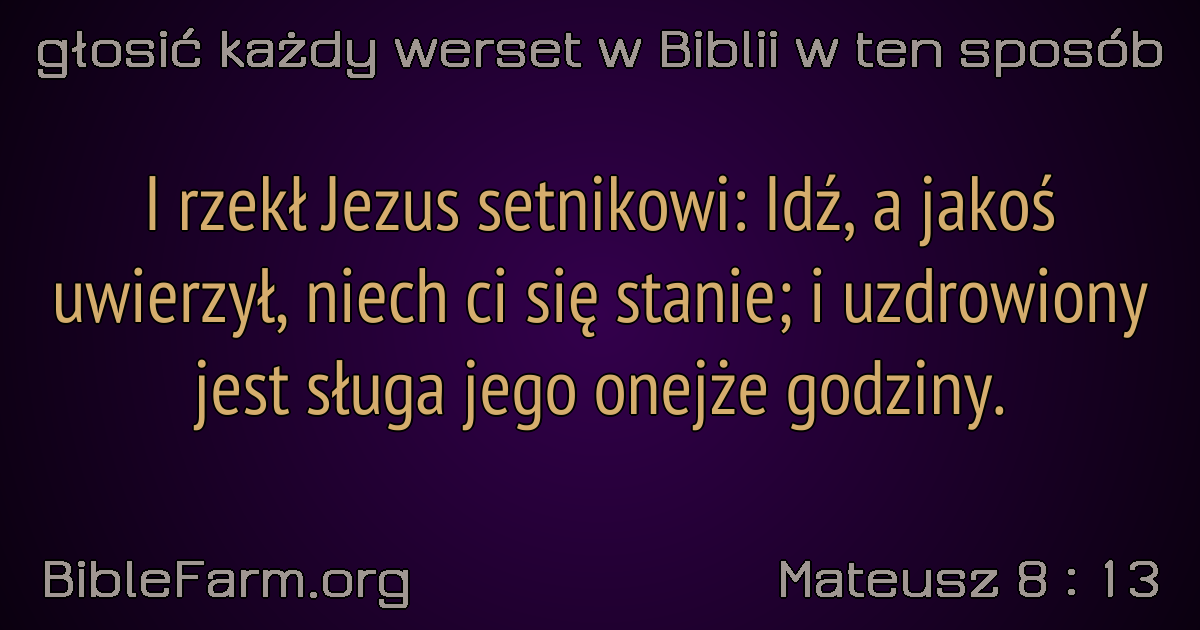 głosić każdy werset w Biblii w ten sposób
I rzekł Jezus setnikowi: Idź, a jakoś
uwierzył, niech ci się stanie; i uzdrowiony
jest sługa jego onejże godziny.
BibleFarm.org
Mateusz 8 : 13